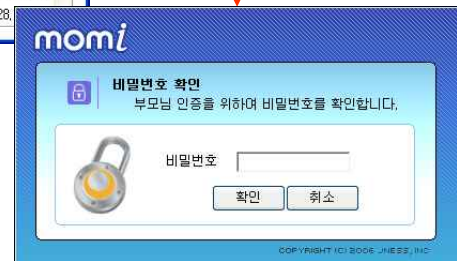 28,
momi
비밀번호 확인
부모님 인증을 위하여 비밀번호를 확인합니다.
비밀번호
확인 취소
COPYRIGHT (C) 2006 JNESS, INC